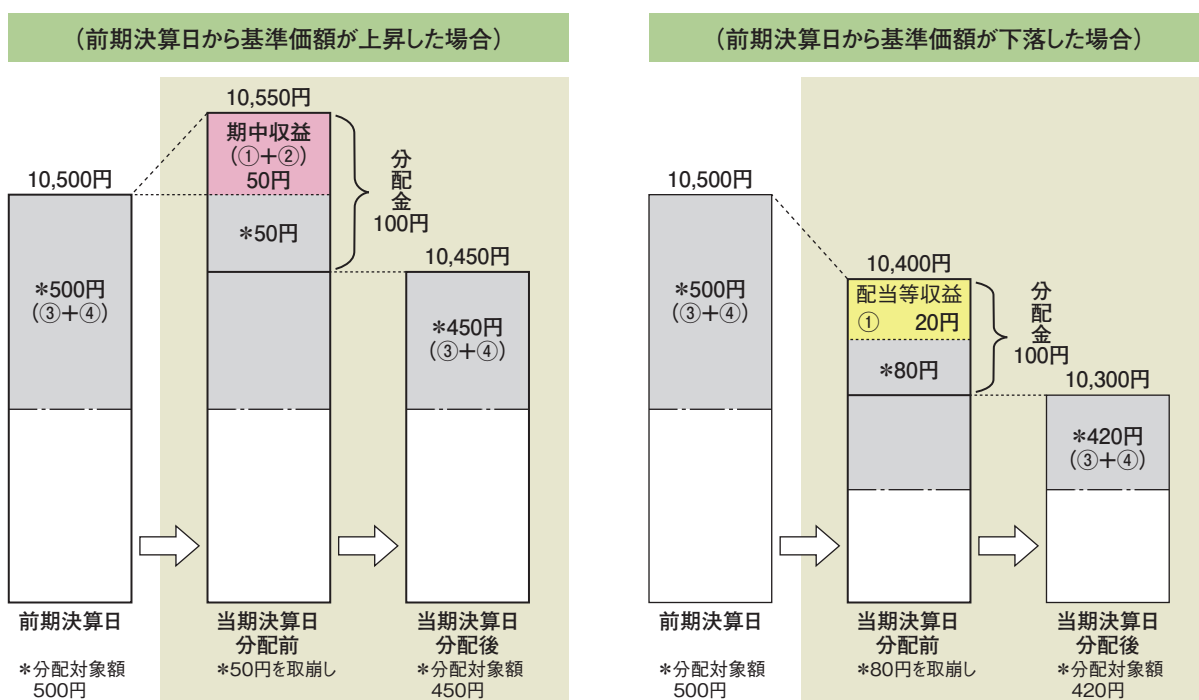 (前期決算日から基準価額が上昇した場合)
10,550円
期中収益
(①+②)
50円
分配金
100円
10,500円
*50円
10,450円
*500円
(③+④)
*450円
(③+④)
前期決算日
当期決算日
分配前
当期決算日
分配後
*分配対象額
500円
*50円を取崩し
*分配対象額
450円
(前期決算日から基準価額が下落した場合)
10,500円
10,400円
配当等収益
① 20円
分配金
100円
*500円
(③+④)
*80円
10,300円
*420円
(③+④)
前期決算日
当期決算日
分配前
当期決算日
分配後
*分配対象額
500円
*80円を取崩し
*分配対象額
420円